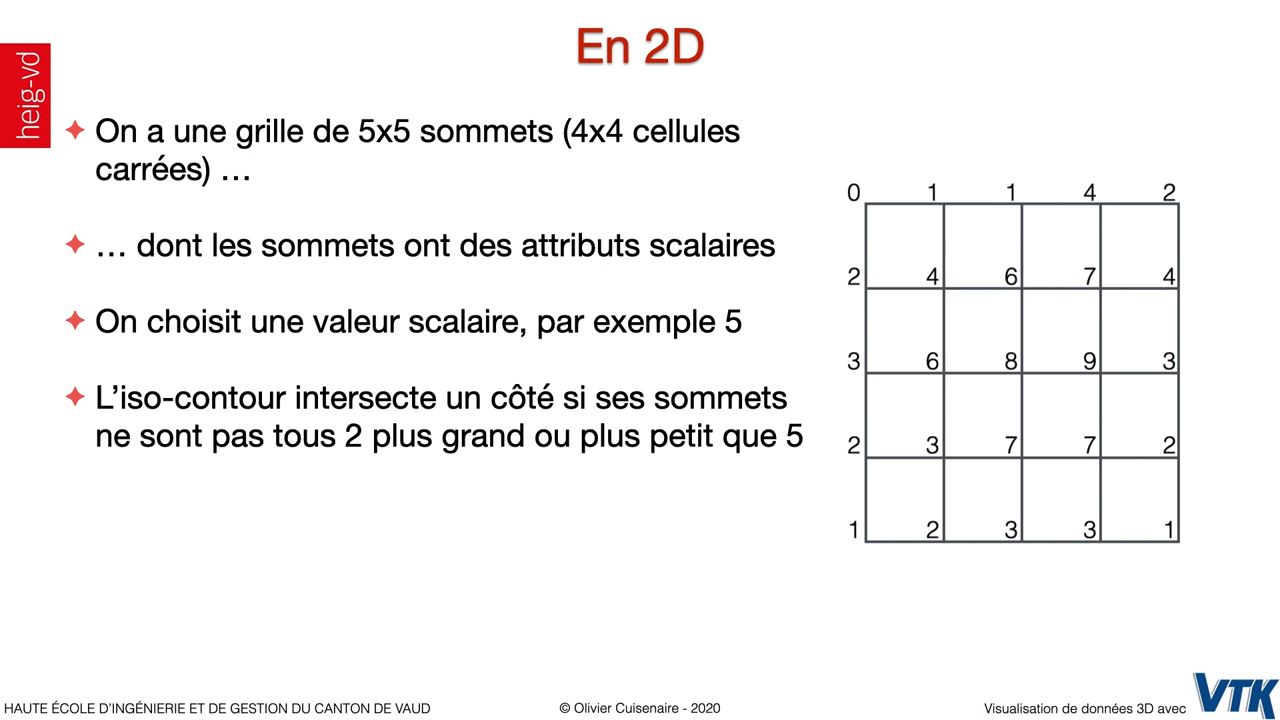 En 2D
heig-vd
On a une grille de 5x5 sommets (4x4 cellules
carrées) …
… dont les sommets ont des attributs scalaires
On choisit une valeur scalaire, par exemple 5
L’iso-contour intersecte un côté si ses sommets
ne sont pas tous 2 plus grand ou plus petit que 5
0 1 1 4 2
2 4 6 7 4
3 6 8 9 3
2 3 7 7 2
1 2 3 3 1
HAUTE ÉCOLE D'INGÉNIERIE ET DE GESTION DU CANTON DE VAUD
© Olivier Cuisenaire - 2020
Visualisation de données 3D avec
VTK